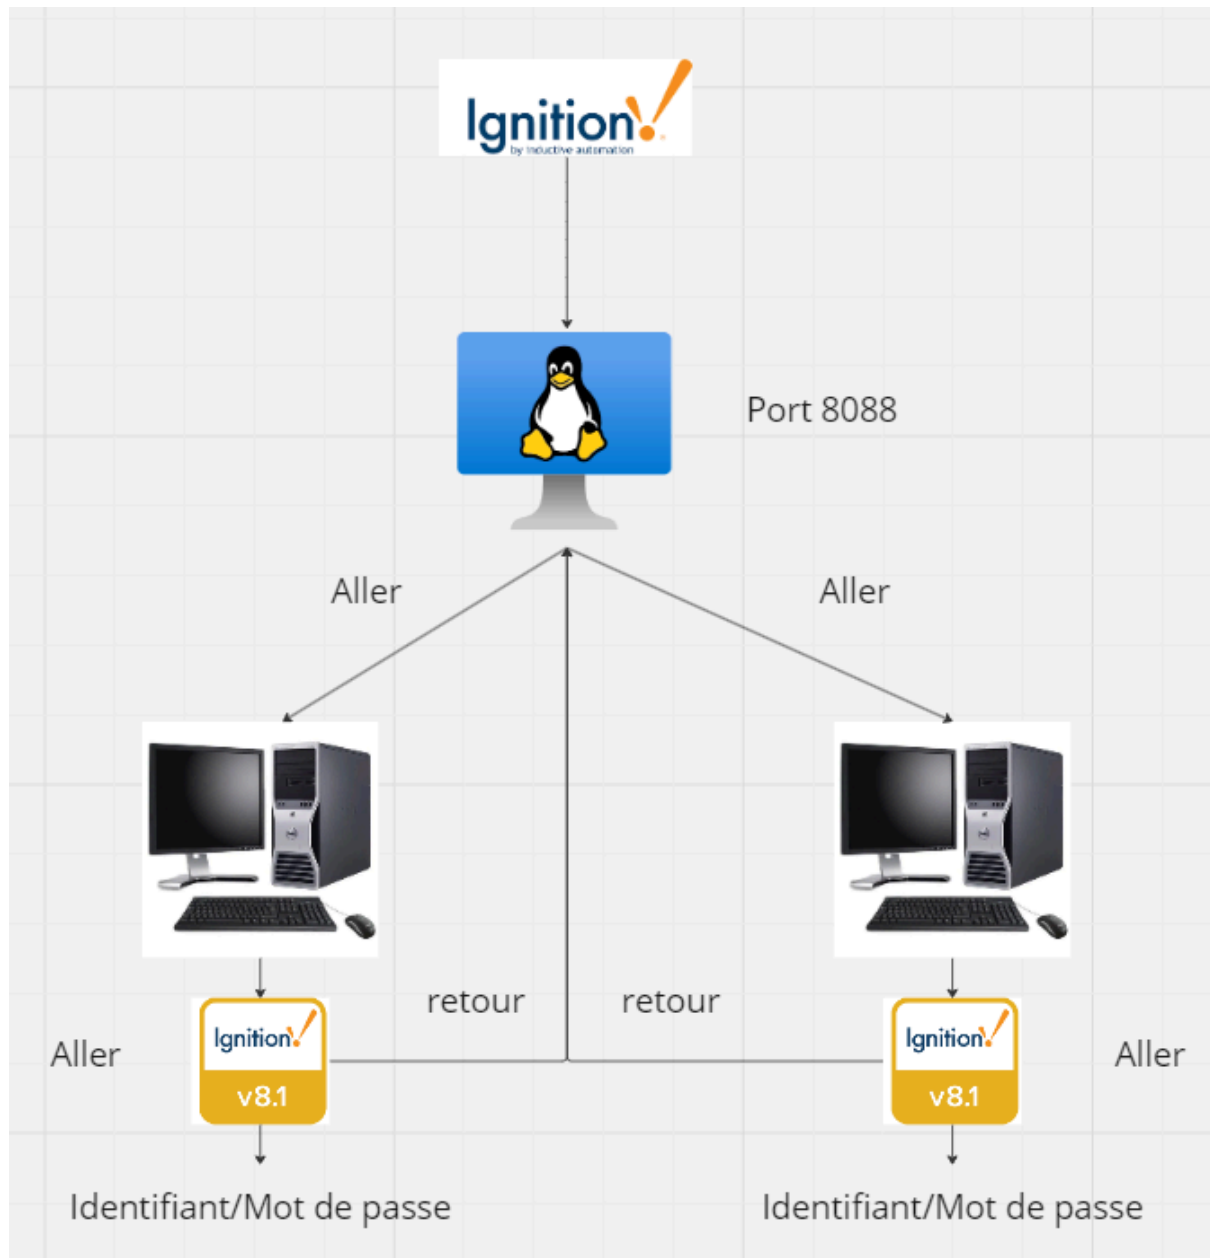 Ignition
by inductive automation
Port 8088
Aller
Aller
retour
retour
Ignition
v8.1
Ignition
v8.1
Aller
Aller
Identifiant/Mot de passe
Identifiant/Mot de passe